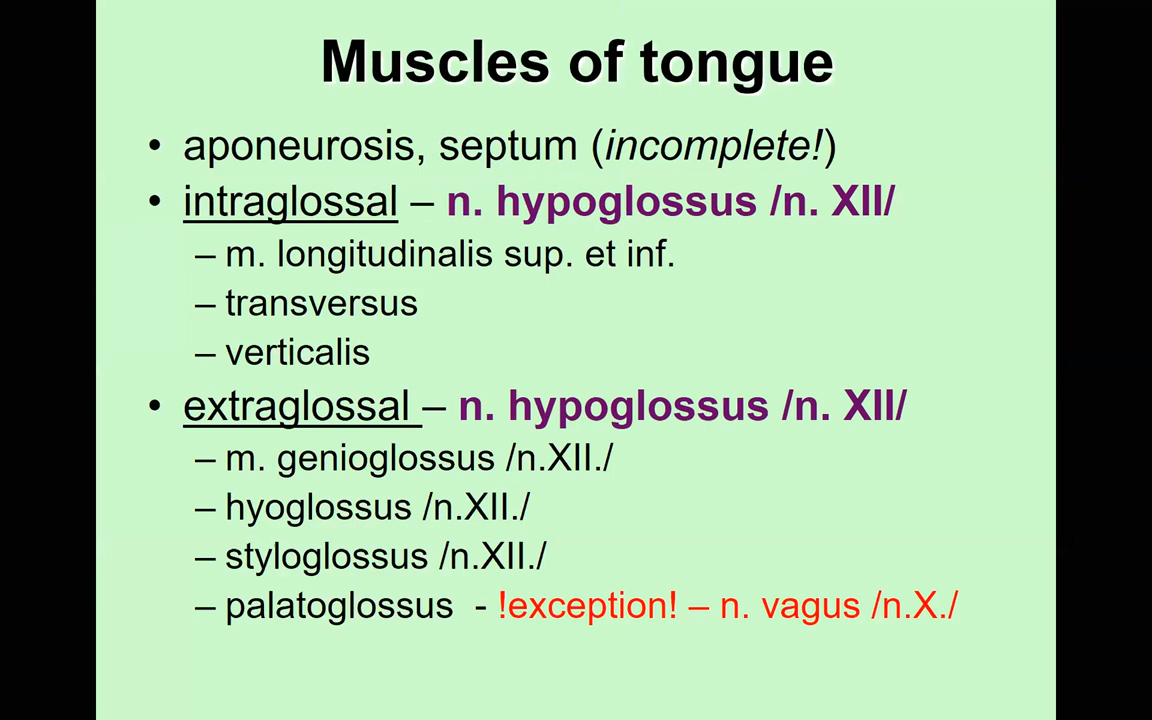 Muscles of tongue
• aponeurosis, septum (incomplete!)
• intraglossal – n. hypoglossus /n. XII/
– m. longitudinalis sup. et inf.
– transversus
– verticalis
• extraglossal – n. hypoglossus /n. XII/
– m. genioglossus /n.XII./
– hyoglossus /n.XII./
– styloglossus /n.XII./
– palatoglossus - !exception! – n. vagus /n.X./